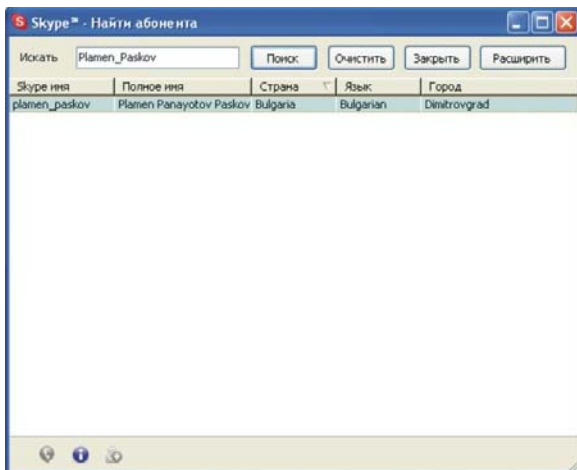 Skype™ - Найти абонента
Искать Plamen_Paskov Поиск Очистить Закрыть Расширить
Skype имя Полное имя Страна Язык Город
plamen_paskov Plamen Panayotov Paskov Bulgaria Bulgarian Dimitrovgrad